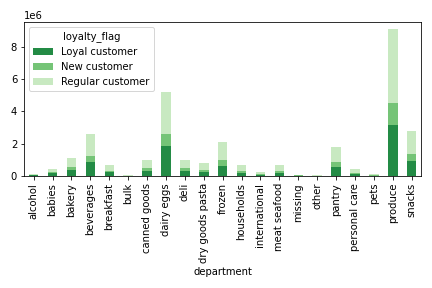 1e6
loyalty_flag
Loyal customer
New customer
Regular customer
8
6
4
2
0
alcohol
babies
bakery
beverages
breakfast
bulk
canned goods
dairy eggs
deli
dry goods pasta
frozen
households
international
meat seafood
missing
other
pantry
personal care
pets
produce
snacks
department